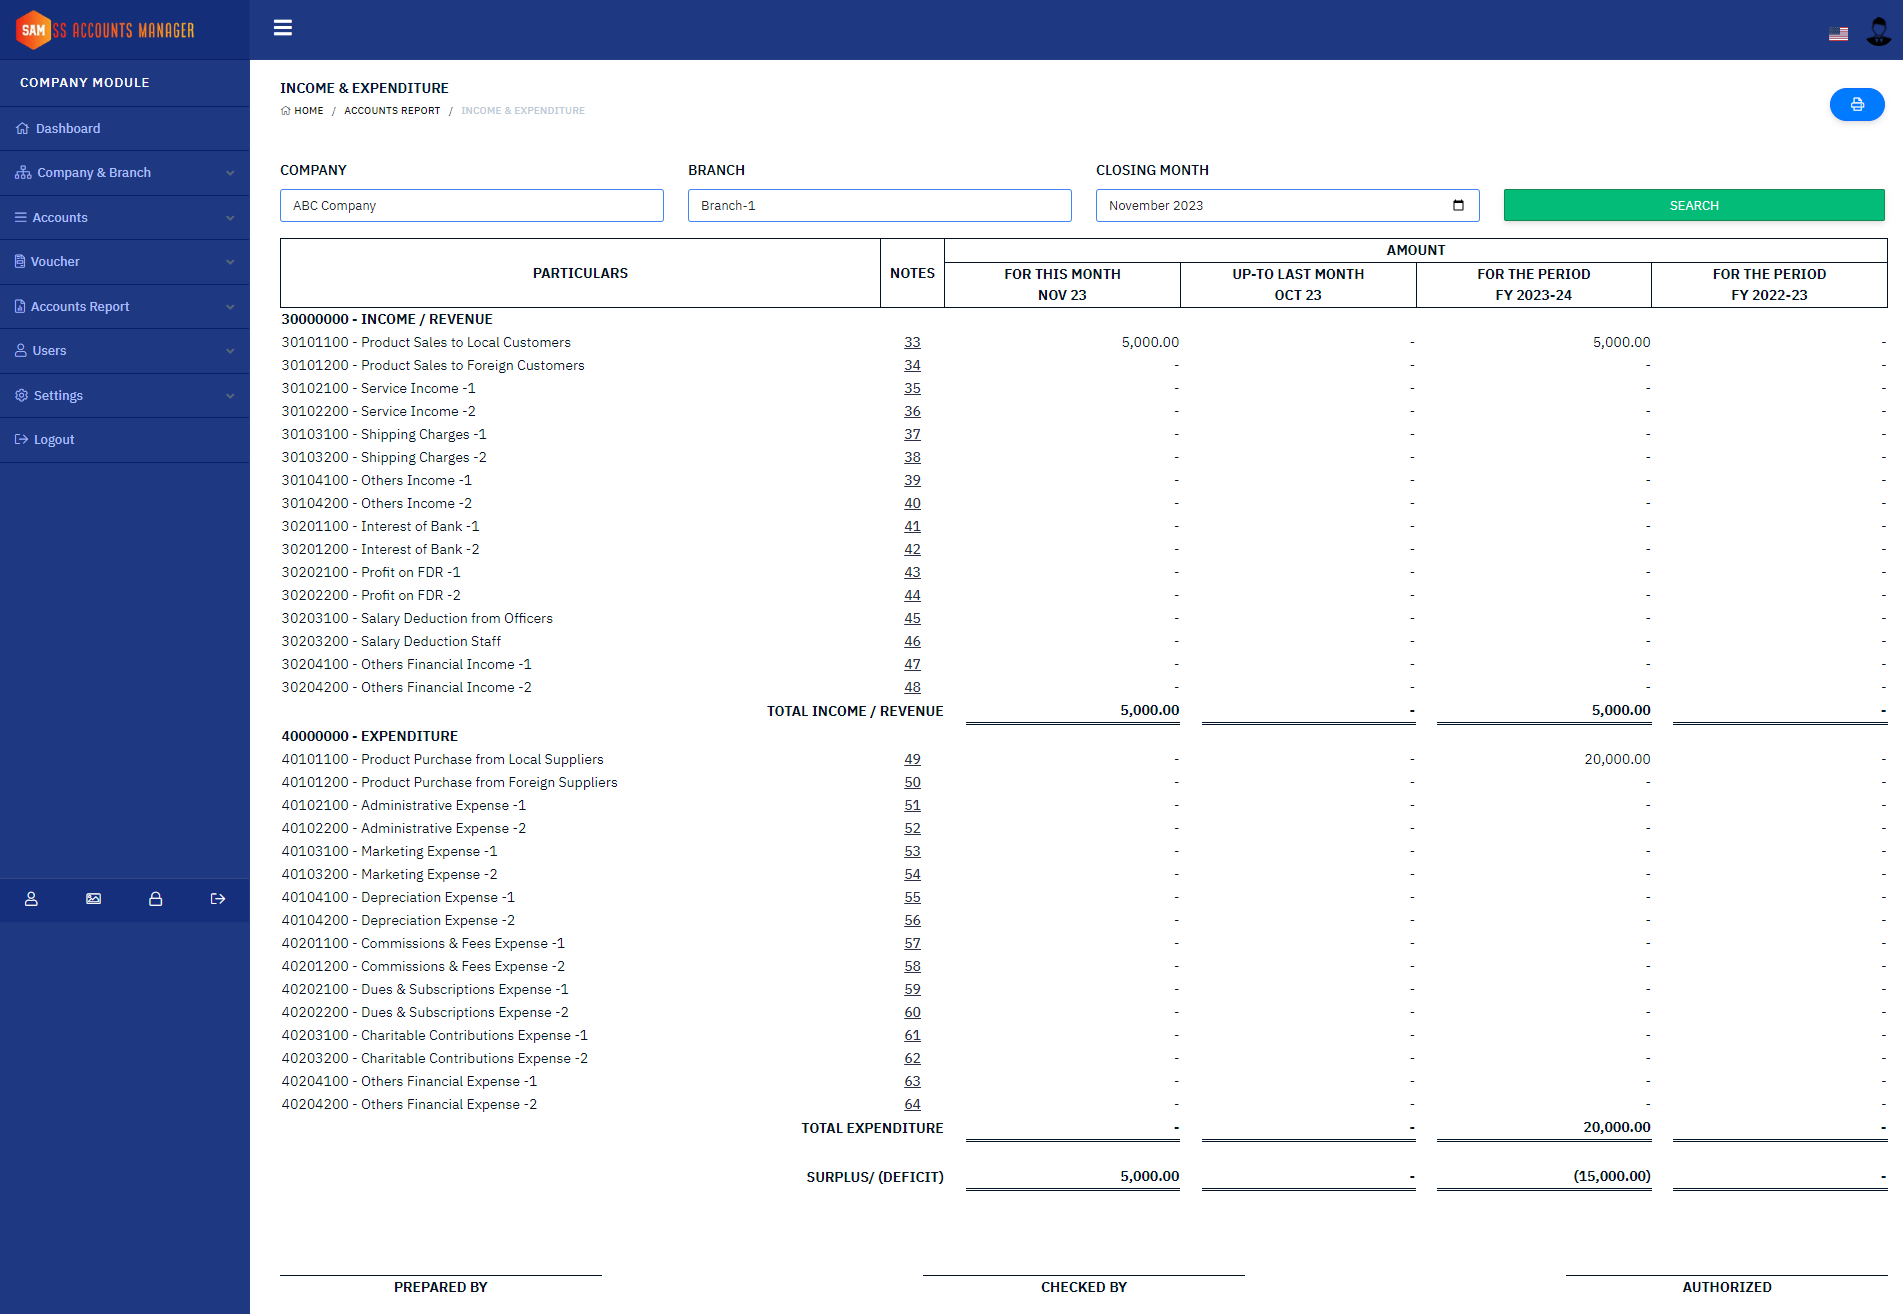 SAM SS ACCOUNTS MANAGER
COMPANY MODULE
Dashboard
Company & Branch
Accounts
Voucher
Accounts Report
Users
Settings
Logout
INCOME & EXPENDITURE
HOME / ACCOUNTS REPORT / INCOME & EXPENDITURE
COMPANY BRANCH CLOSING MONTH
ABC Company Branch-1 November 2023 SEARCH
PARTICULARS NOTES AMOUNT
FOR THIS MONTH UP-TO LAST MONTH FOR THE PERIOD FOR THE PERIOD
NOV 23 OCT 23 FY 2023-24 FY 2022-23
30000000 - INCOME / REVENUE
30101100 - Product Sales to Local Customers 33 5,000.00 - 5,000.00 -
30101200 - Product Sales to Foreign Customers 34 - - - -
30102100 - Service Income -1 35 - - - -
30102200 - Service Income -2 36 - - - -
30103100 - Shipping Charges -1 37 - - - -
30103200 - Shipping Charges -2 38 - - - -
30104100 - Others Income -1 39 - - - -
30104200 - Others Income -2 40 - - - -
30201100 - Interest of Bank -1 41 - - - -
30201200 - Interest of Bank -2 42 - - - -
30202100 - Profit on FDR -1 43 - - - -
30202200 - Profit on FDR -2 44 - - - -
30203100 - Salary Deduction from Officers 45 - - - -
30203200 - Salary Deduction Staff 46 - - - -
30204100 - Others Financial Income -1 47 - - - -
30204200 - Others Financial Income -2 48 - - - -
TOTAL INCOME / REVENUE 5,000.00 - 5,000.00 -
40000000 - EXPENDITURE
40101100 - Product Purchase from Local Suppliers 49 - - 20,000.00 -
40101200 - Product Purchase from Foreign Suppliers 50 - - - -
40102100 - Administrative Expense -1 51 - - - -
40102200 - Administrative Expense -2 52 - - - -
40103100 - Marketing Expense -1 53 - - - -
40103200 - Marketing Expense -2 54 - - - -
40104100 - Depreciation Expense -1 55 - - - -
40104200 - Depreciation Expense -2 56 - - - -
40201100 - Commissions & Fees Expense -1 57 - - - -
40201200 - Commissions & Fees Expense -2 58 - - - -
40202100 - Dues & Subscriptions Expense -1 59 - - - -
40202200 - Dues & Subscriptions Expense -2 60 - - - -
40203100 - Charitable Contributions Expense -1 61 - - - -
40203200 - Charitable Contributions Expense -2 62 - - - -
40204100 - Others Financial Expense -1 63 - - - -
40204200 - Others Financial Expense -2 64 - - - -
TOTAL EXPENDITURE - - 20,000.00 -
SURPLUS/ (DEFICIT) 5,000.00 - (15,000.00) -
PREPARED BY CHECKED BY AUTHORIZED